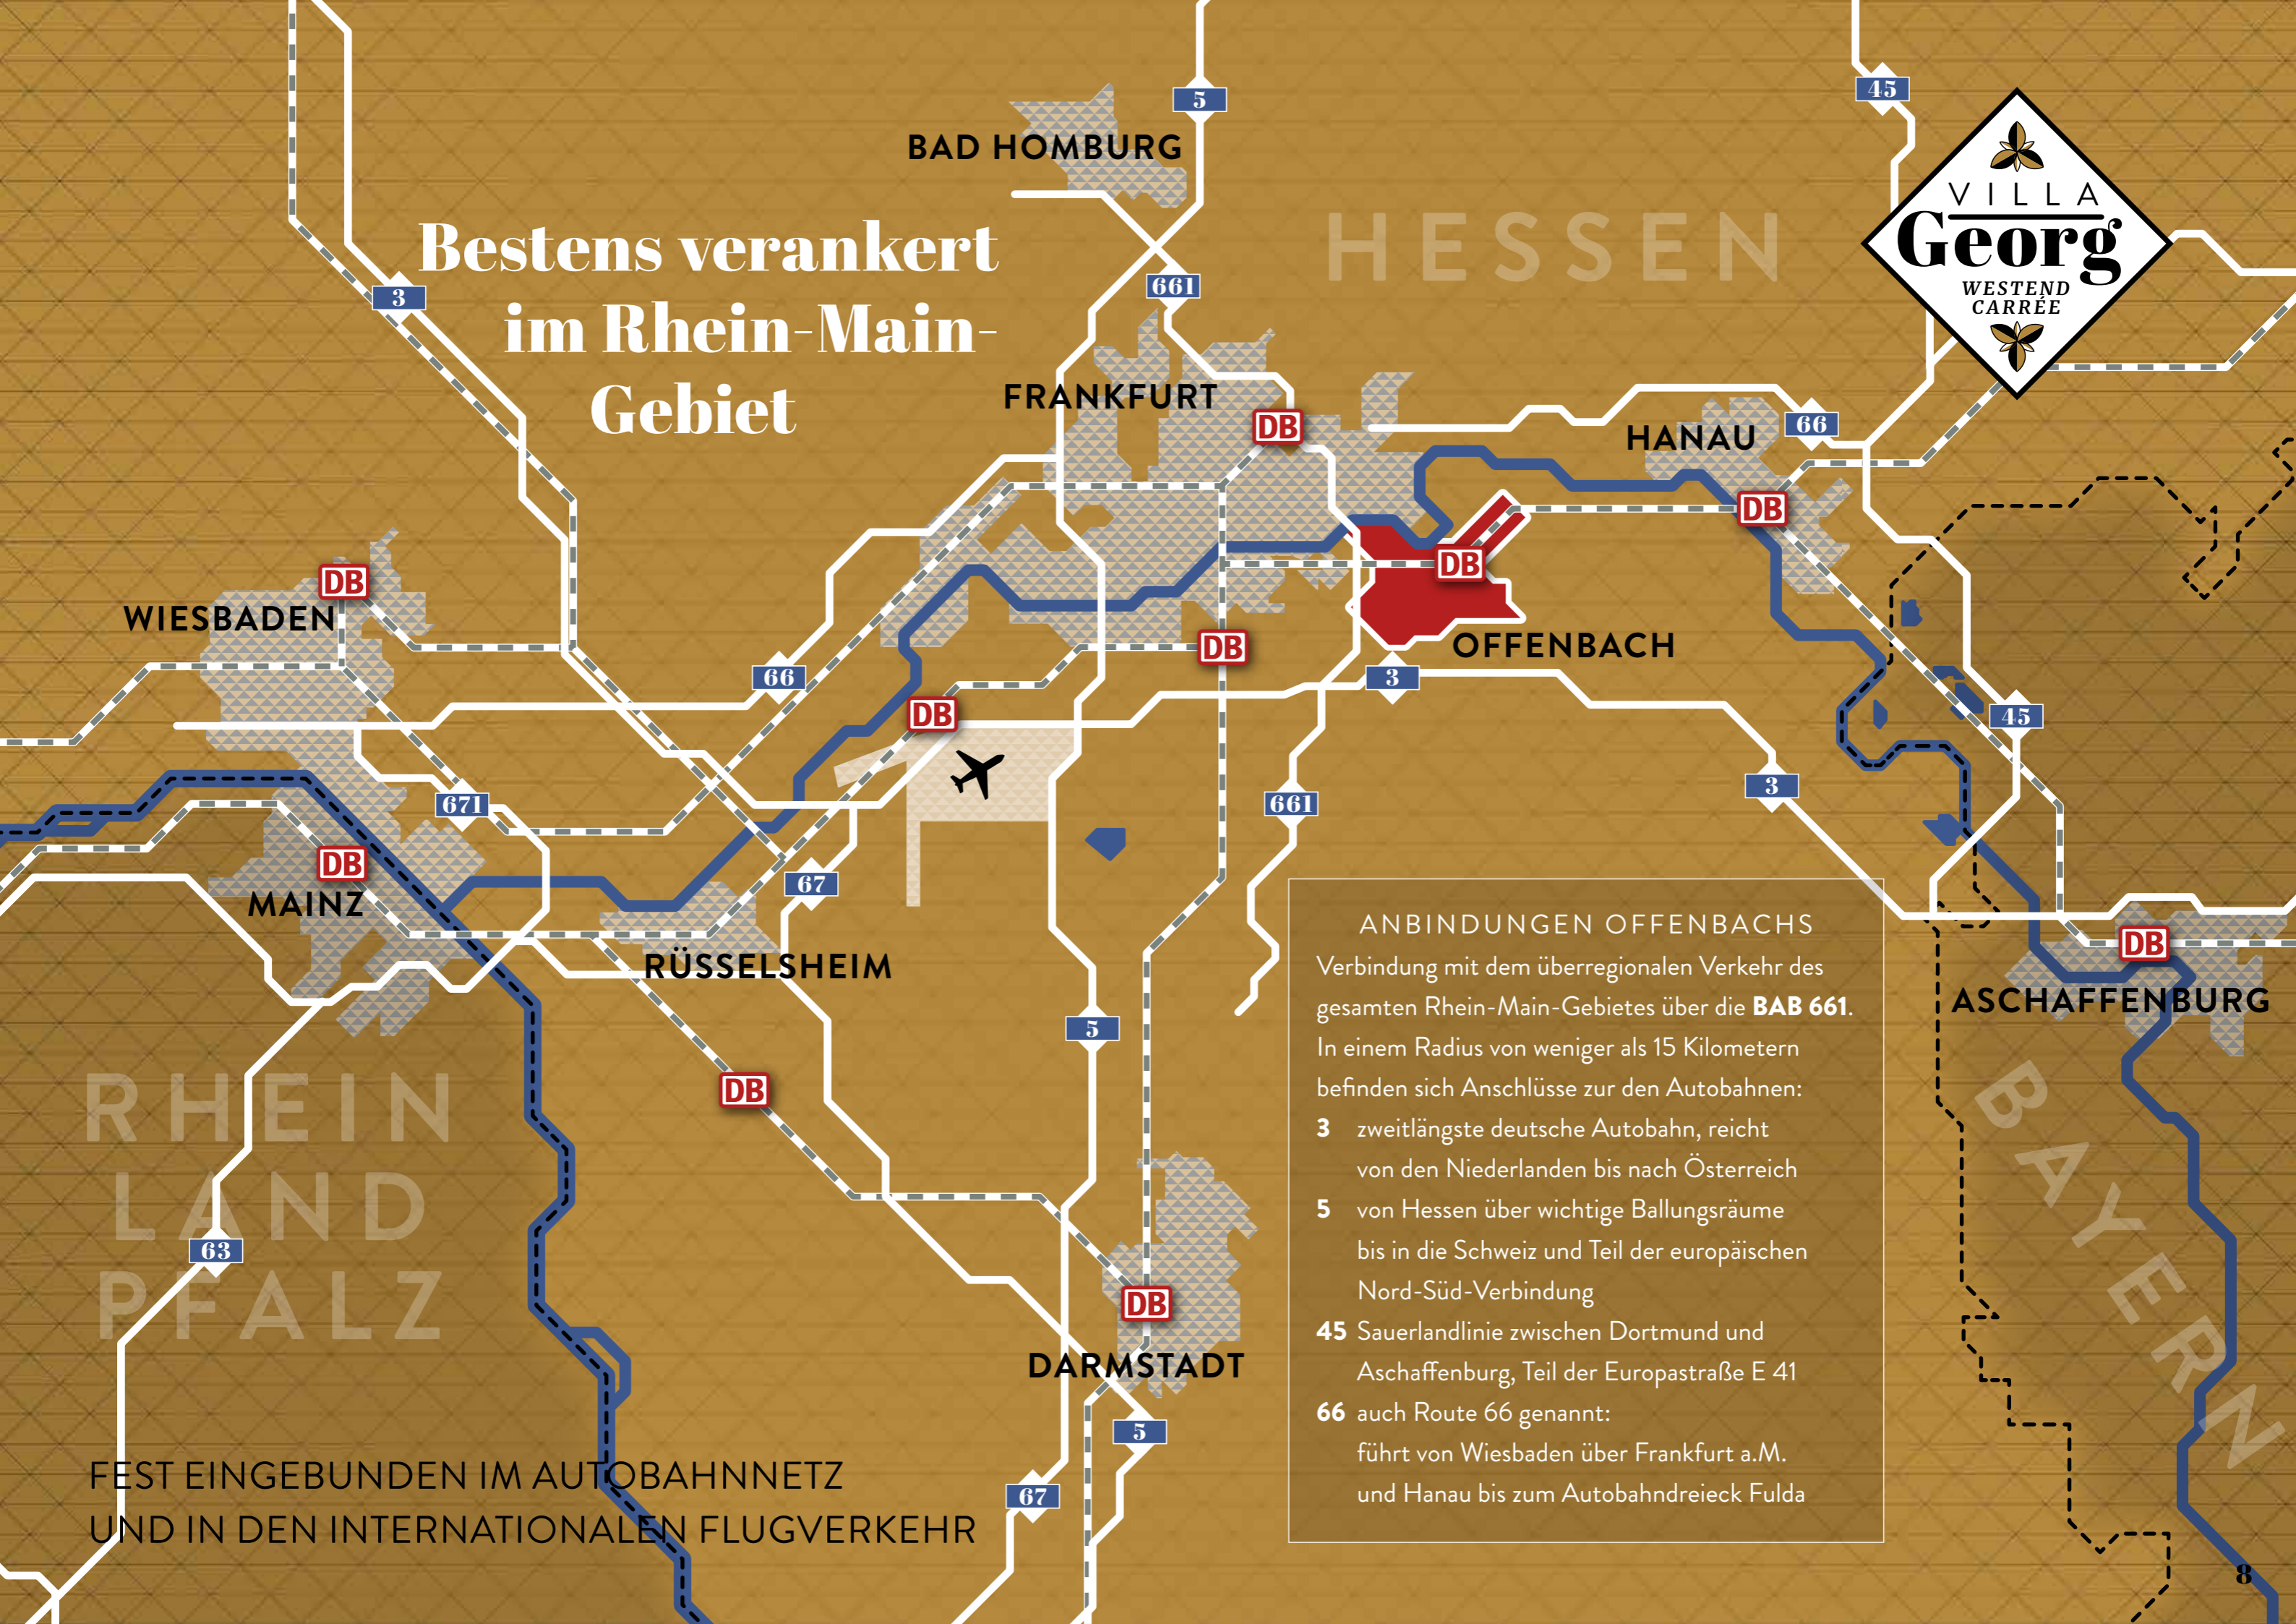 5
45
BAD HOMBURG
VILLA
Georg
WESTEND
CARRÉE
HESSEN
Bestens verankert
im Rhein-Main-
Gebiet
3
661
FRANKFURT
DB
66
HANAU
DB
DB
DB
WIESBADEN
OFFENBACH
DB
66
3
DB
45
671
661
3
DB
MAINZ
67
RÜSSELSHEIM
5
DB
ASCHAFFENBURG
DB
RHEIN
LAND
PFALZ
BAYERN
63
DB
DARMSTADT
5
67
ANBINDUNGEN OFFENBACHS
Verbindung mit dem überregionalen Verkehr des
gesamten Rhein-Main-Gebietes über die BAB 661.
In einem Radius von weniger als 15 Kilometern
befinden sich Anschlüsse zur den Autobahnen:
3 zweitlängste deutsche Autobahn, reicht
von den Niederlanden bis nach Österreich
5 von Hessen über wichtige Ballungsräume
bis in die Schweiz und Teil der europäischen
Nord-Süd-Verbindung
45 Sauerlandlinie zwischen Dortmund und
Aschaffenburg, Teil der Europastraße E 41
66 auch Route 66 genannt:
führt von Wiesbaden über Frankfurt a.M.
und Hanau bis zum Autobahndreieck Fulda
FEST EINGEBUNDEN IM AUTOBAHNNETZ
UND IN DEN INTERNATIONALEN FLUGVERKEHR
8